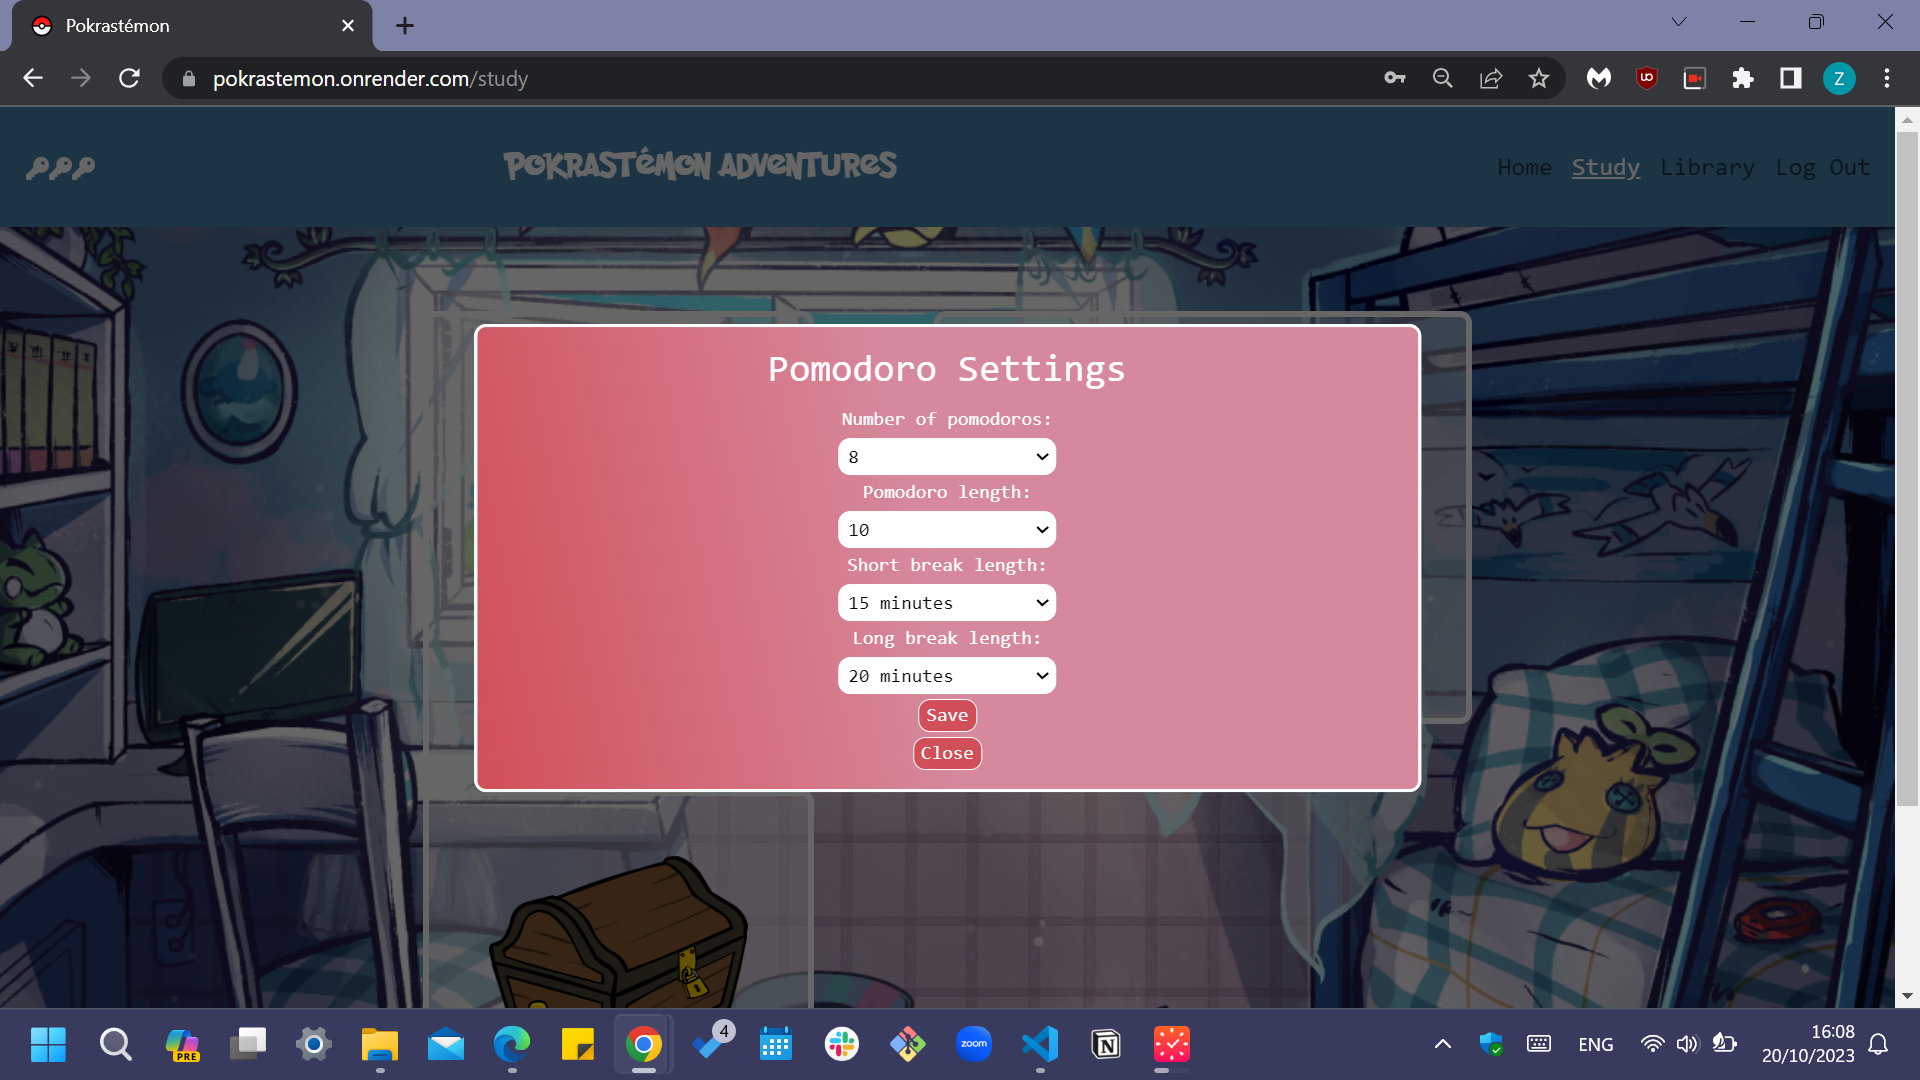 Pokrastémon
pokrastemon.onrender.com/study
Z
POKRASTÉMON ADVENTURES
Home Study Library Log Out
Pomodoro Settings
Number of pomodoros:
8
Pomodoro length:
10
Short break length:
15 minutes
Long break length:
20 minutes
Save
Close
PRE
4
zoom
ENG
16:08
20/10/2023